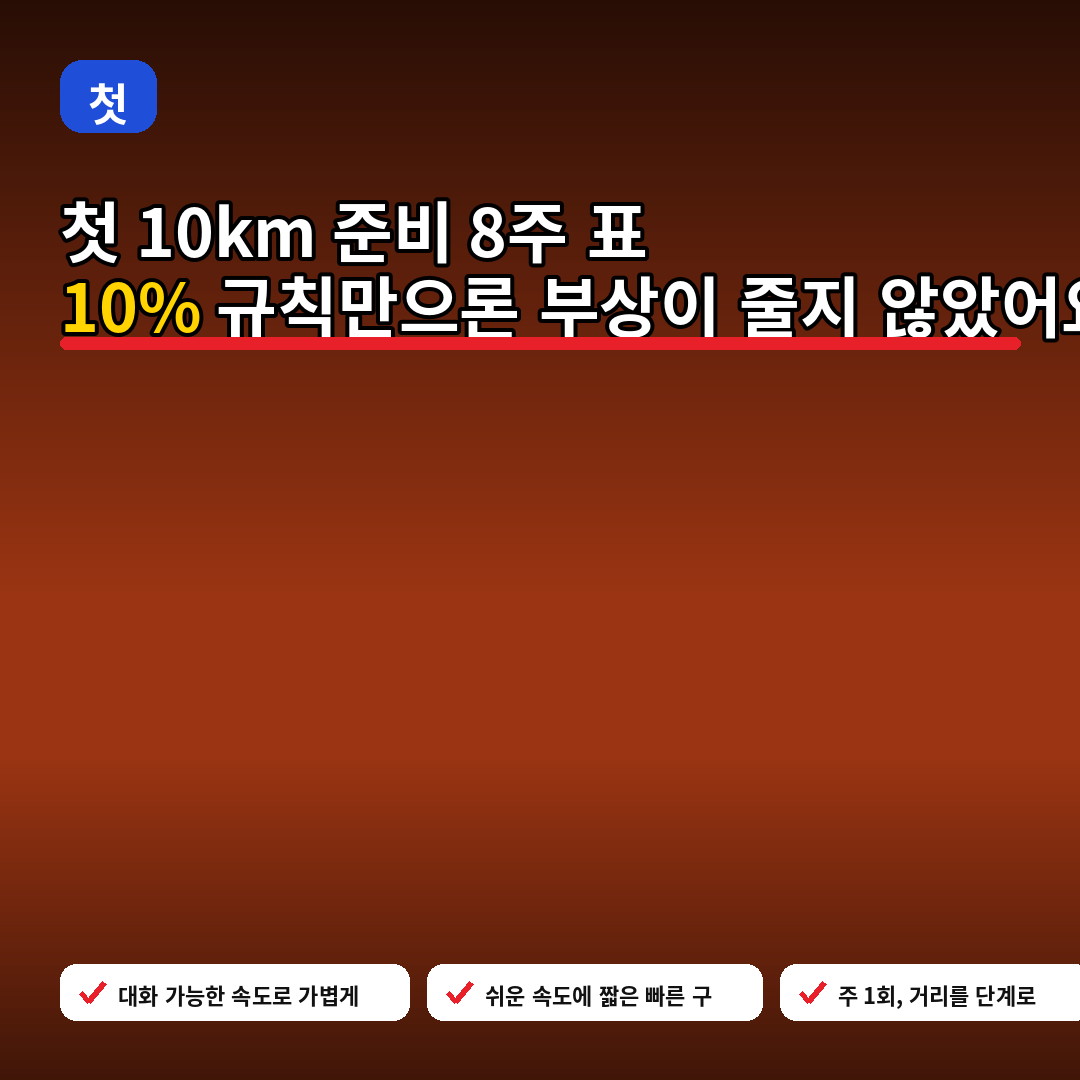 첫
첫 10km 준비 8주 표
10% 규칙만으론 부상이 줄지 않았어요
대화 가능한 속도로 가볍게
쉬운 속도에 짧은 빠른 구
주 1회, 거리를 단계로